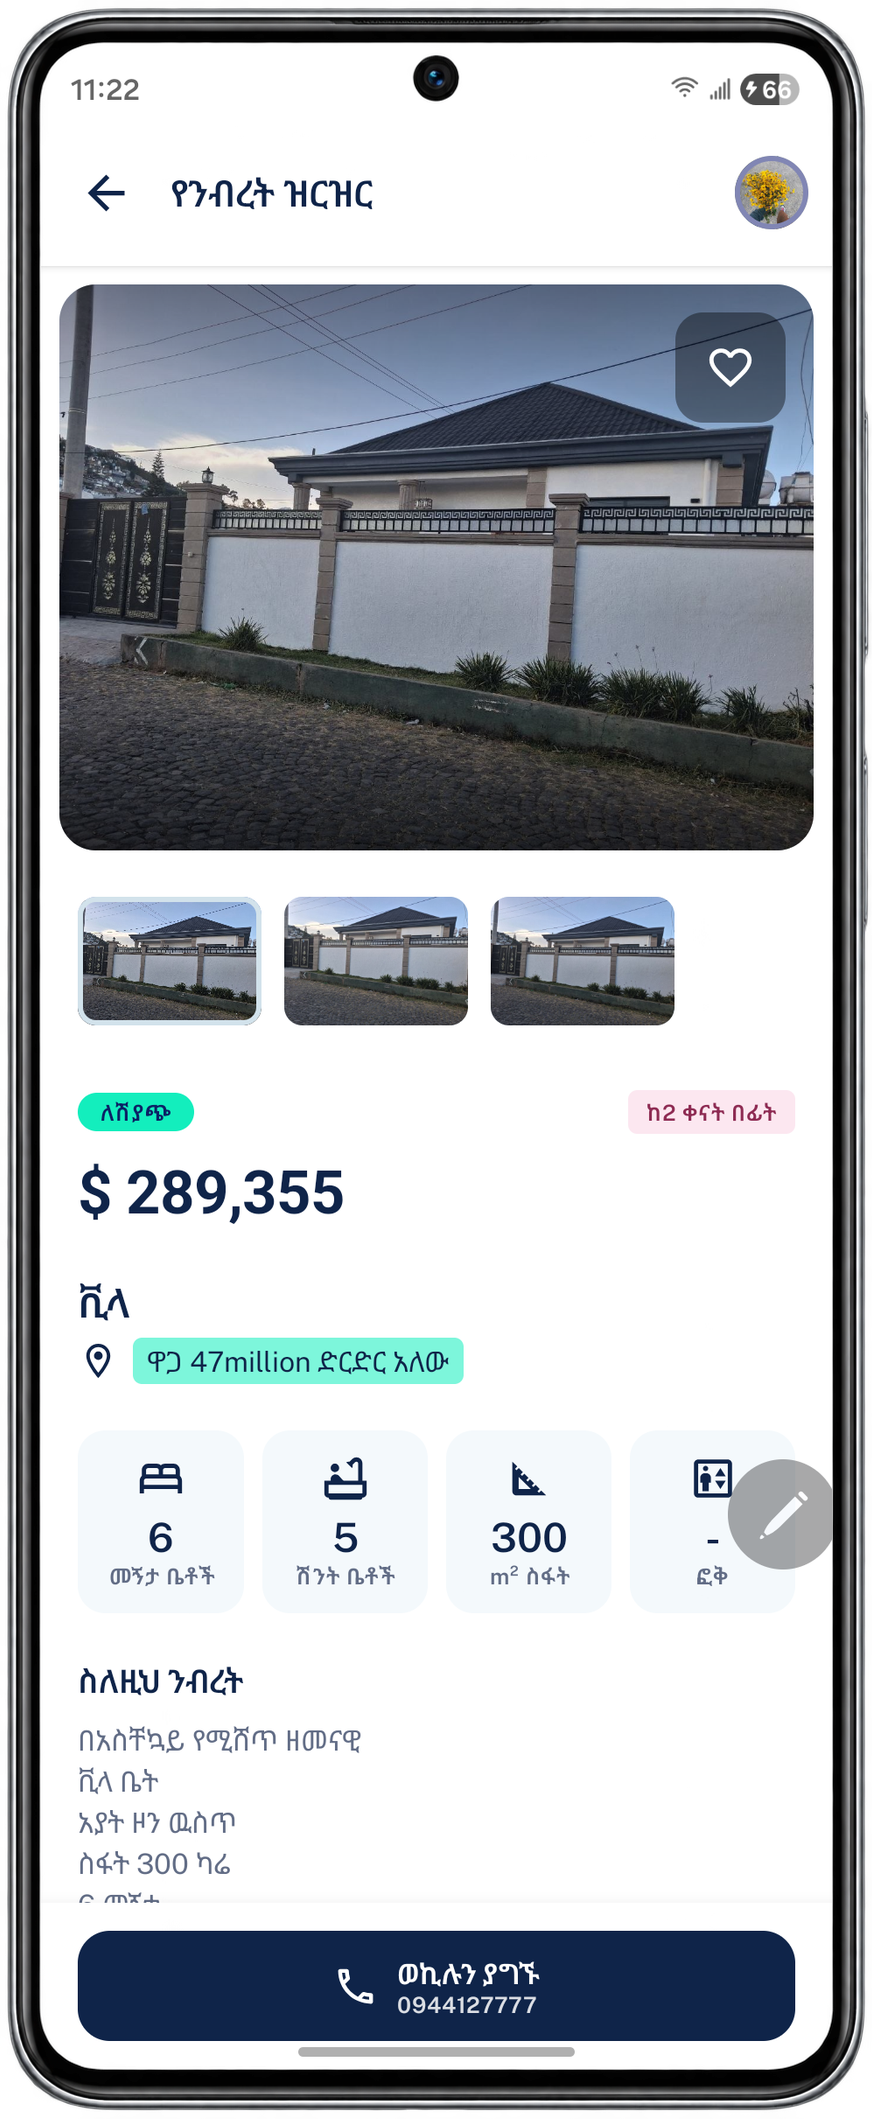 11:22
66
የንብረት ዝርዝር
ለሽያጭ
ከ2 ቀናት በፊት
$ 289,355
ቪላ
ዋጋ 47million ድርድር አለው
6
መኝታ ቤቶች
5
ሽንት ቤቶች
300
m² ስፋት
-
ፎቅ
ስለዚህ ንብረት
በአስቸኳይ የሚሸጥ ዘመናዊ
ቪላ ቤት
አያት ዞን ዉስጥ
ስፋት 300 ካሬ
6 መኝታ
ወኪሉን ያግኙ
0944127777